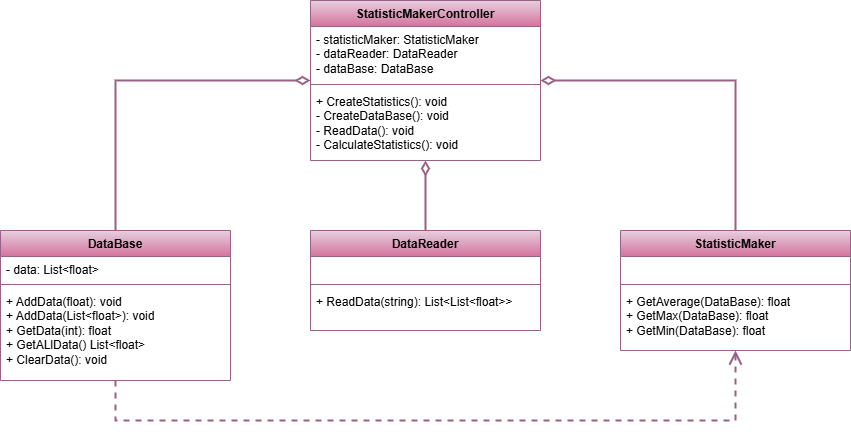 StatisticMakerController
- statisticMaker: StatisticMaker
- dataReader: DataReader
- dataBase: DataBase
+ CreateStatistics(): void
- CreateDataBase(): void
- ReadData(): void
- CalculateStatistics(): void
DataBase
- data: List<float>
+ AddData(float): void
+ AddData(List<float>): void
+ GetData(int): float
+ GetALlData() List<float>
+ ClearData(): void
DataReader
+ ReadData(string): List<List<float>>
StatisticMaker
+ GetAverage(DataBase): float
+ GetMax(DataBase): float
+ GetMin(DataBase): float